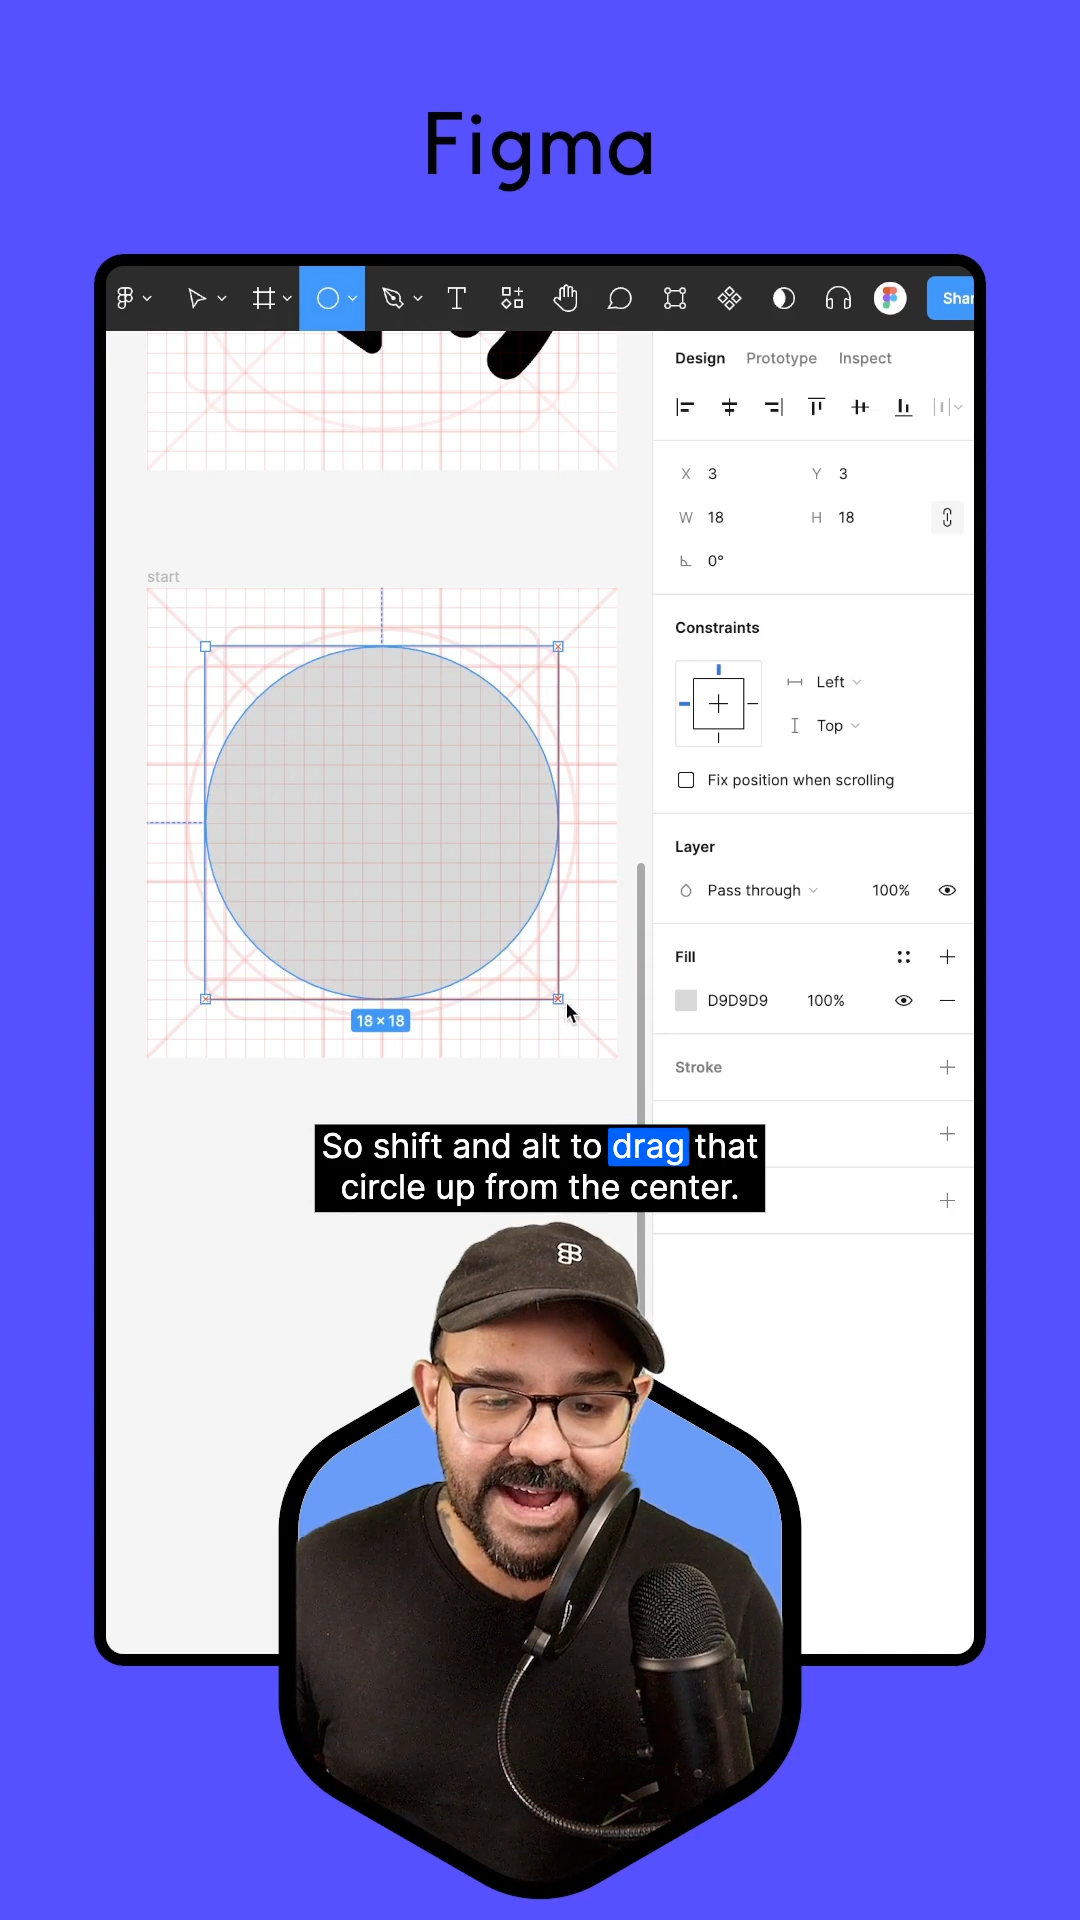 Figma
Shar
Design Prototype Inspect
X 3 Y 3
W 18 H 18
0°
start
Constraints
Left
Top
Fix position when scrolling
Layer
Pass through 100%
Fill
D9D9D9 100%
18 × 18
Stroke
So shift and alt to drag that
circle up from the center.